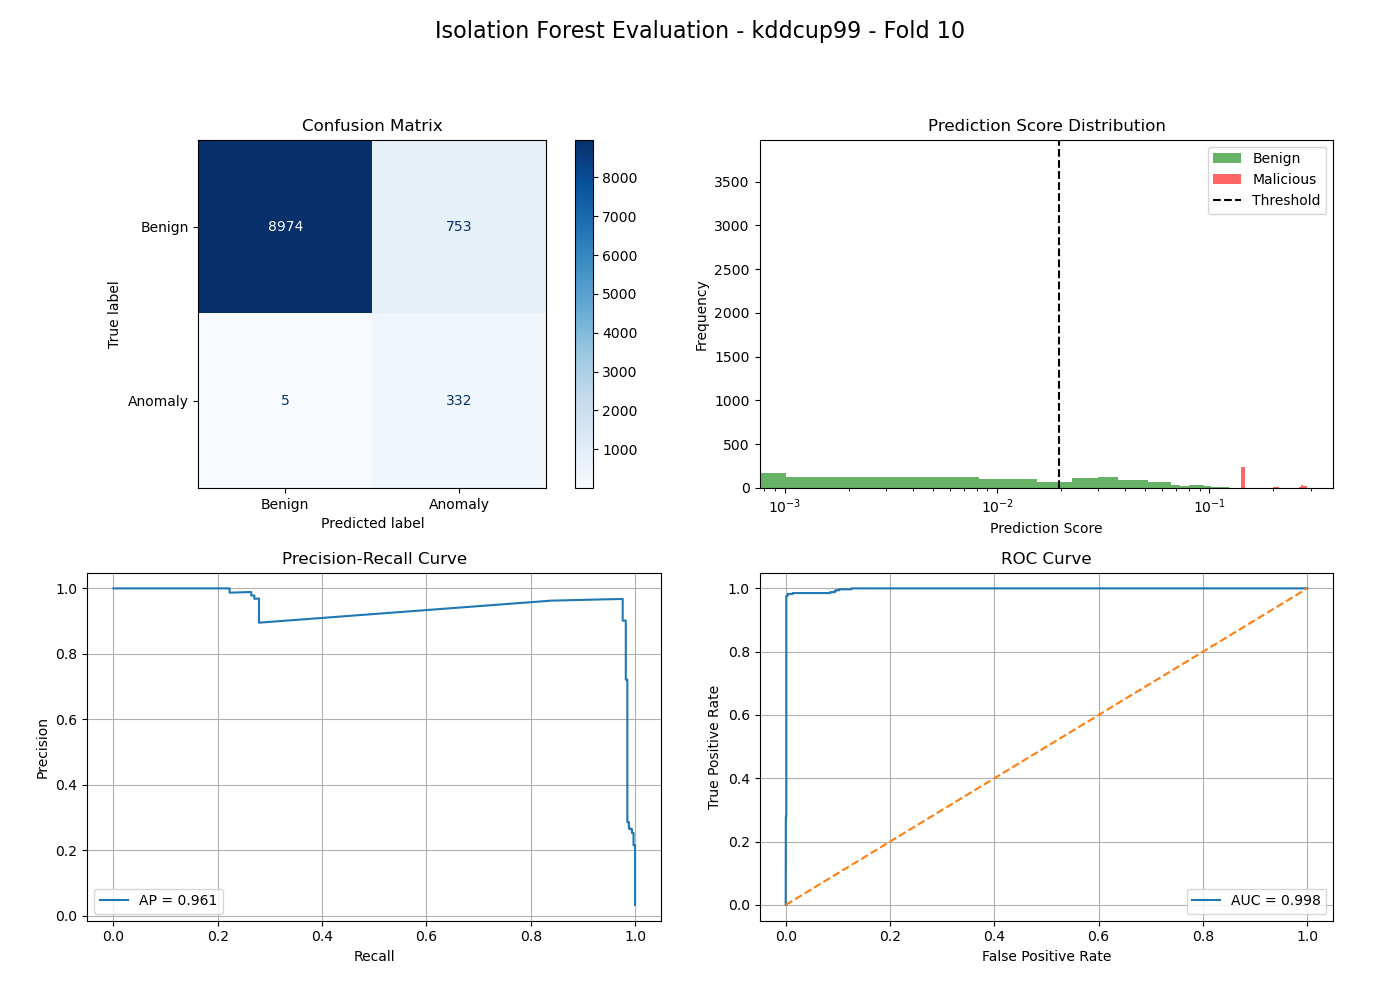 Isolation Forest Evaluation - kddcup99 - Fold 10
Confusion Matrix
True label
Benign
Anomaly
8974
753
5
332
Benign
Anomaly
Predicted label
8000
7000
6000
5000
4000
3000
2000
1000
Prediction Score Distribution
Frequency
3500
3000
2500
2000
1500
1000
500
0
Benign
Malicious
Threshold
10⁻³
10⁻²
10⁻¹
Prediction Score
Precision-Recall Curve
Precision
1.0
0.8
0.6
0.4
0.2
0.0
AP = 0.961
0.0
0.2
0.4
0.6
0.8
1.0
Recall
ROC Curve
True Positive Rate
1.0
0.8
0.6
0.4
0.2
0.0
AUC = 0.998
0.0
0.2
0.4
0.6
0.8
1.0
False Positive Rate